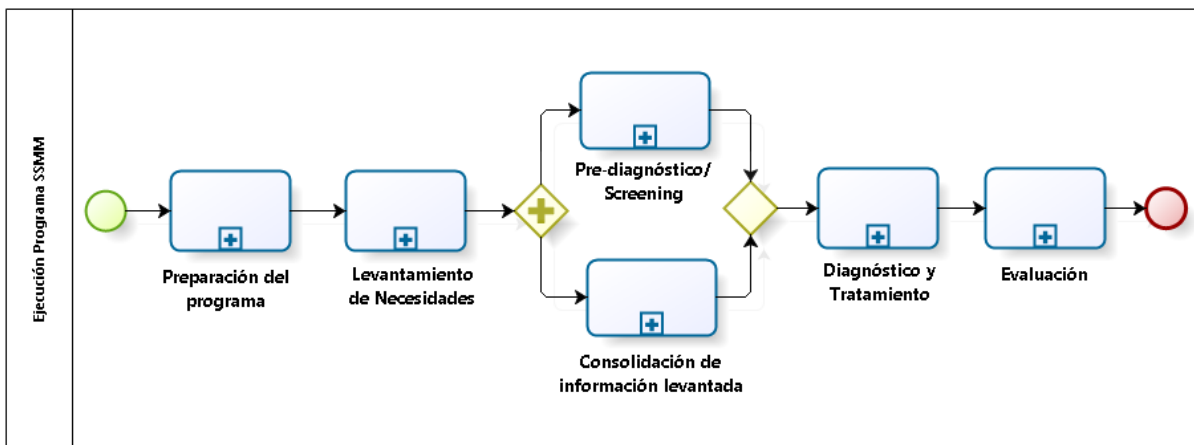 Ejecución Programa SSMM
Preparación del
programa
Levantamiento
de Necesidades
Pre-diagnóstico/
Screening
Consolidación de
información levantada
Diagnóstico y
Tratamiento
Evaluación